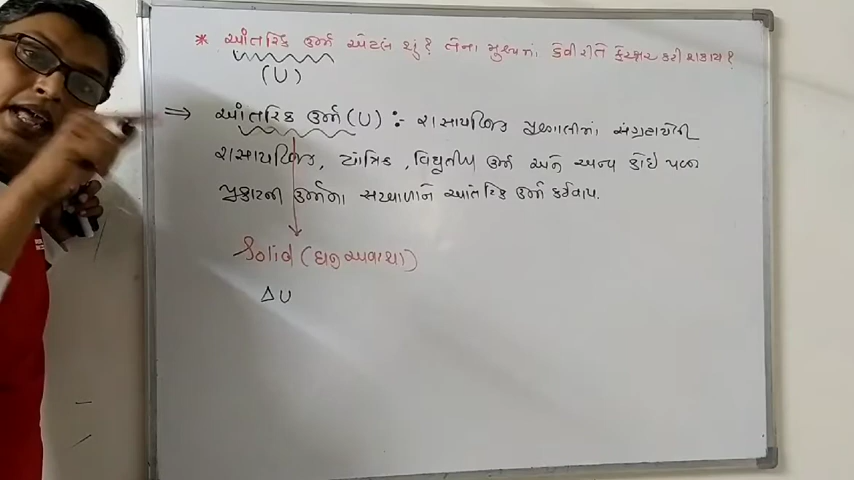 * આંતરિક ઉર્જા એટલે શું? તેના મુલ્યમાં કેવી રીતે ફેરફાર કરી શકાય?
(U)
⇒ આંતરિક ઉર્જા (U) :- રાસાયણિક પ્રણાલીમાં સંગ્રહાયેલી
રાસાયણિક, યાંત્રિક, વિદ્યુતીય ઉર્જા અને અન્ય કોઈ પણ
પ્રકારની ઉર્જાના સરવાળાને આંતરિક ઉર્જા કહેવાય.
Solid (ઘન અવસ્થા)
ΔU